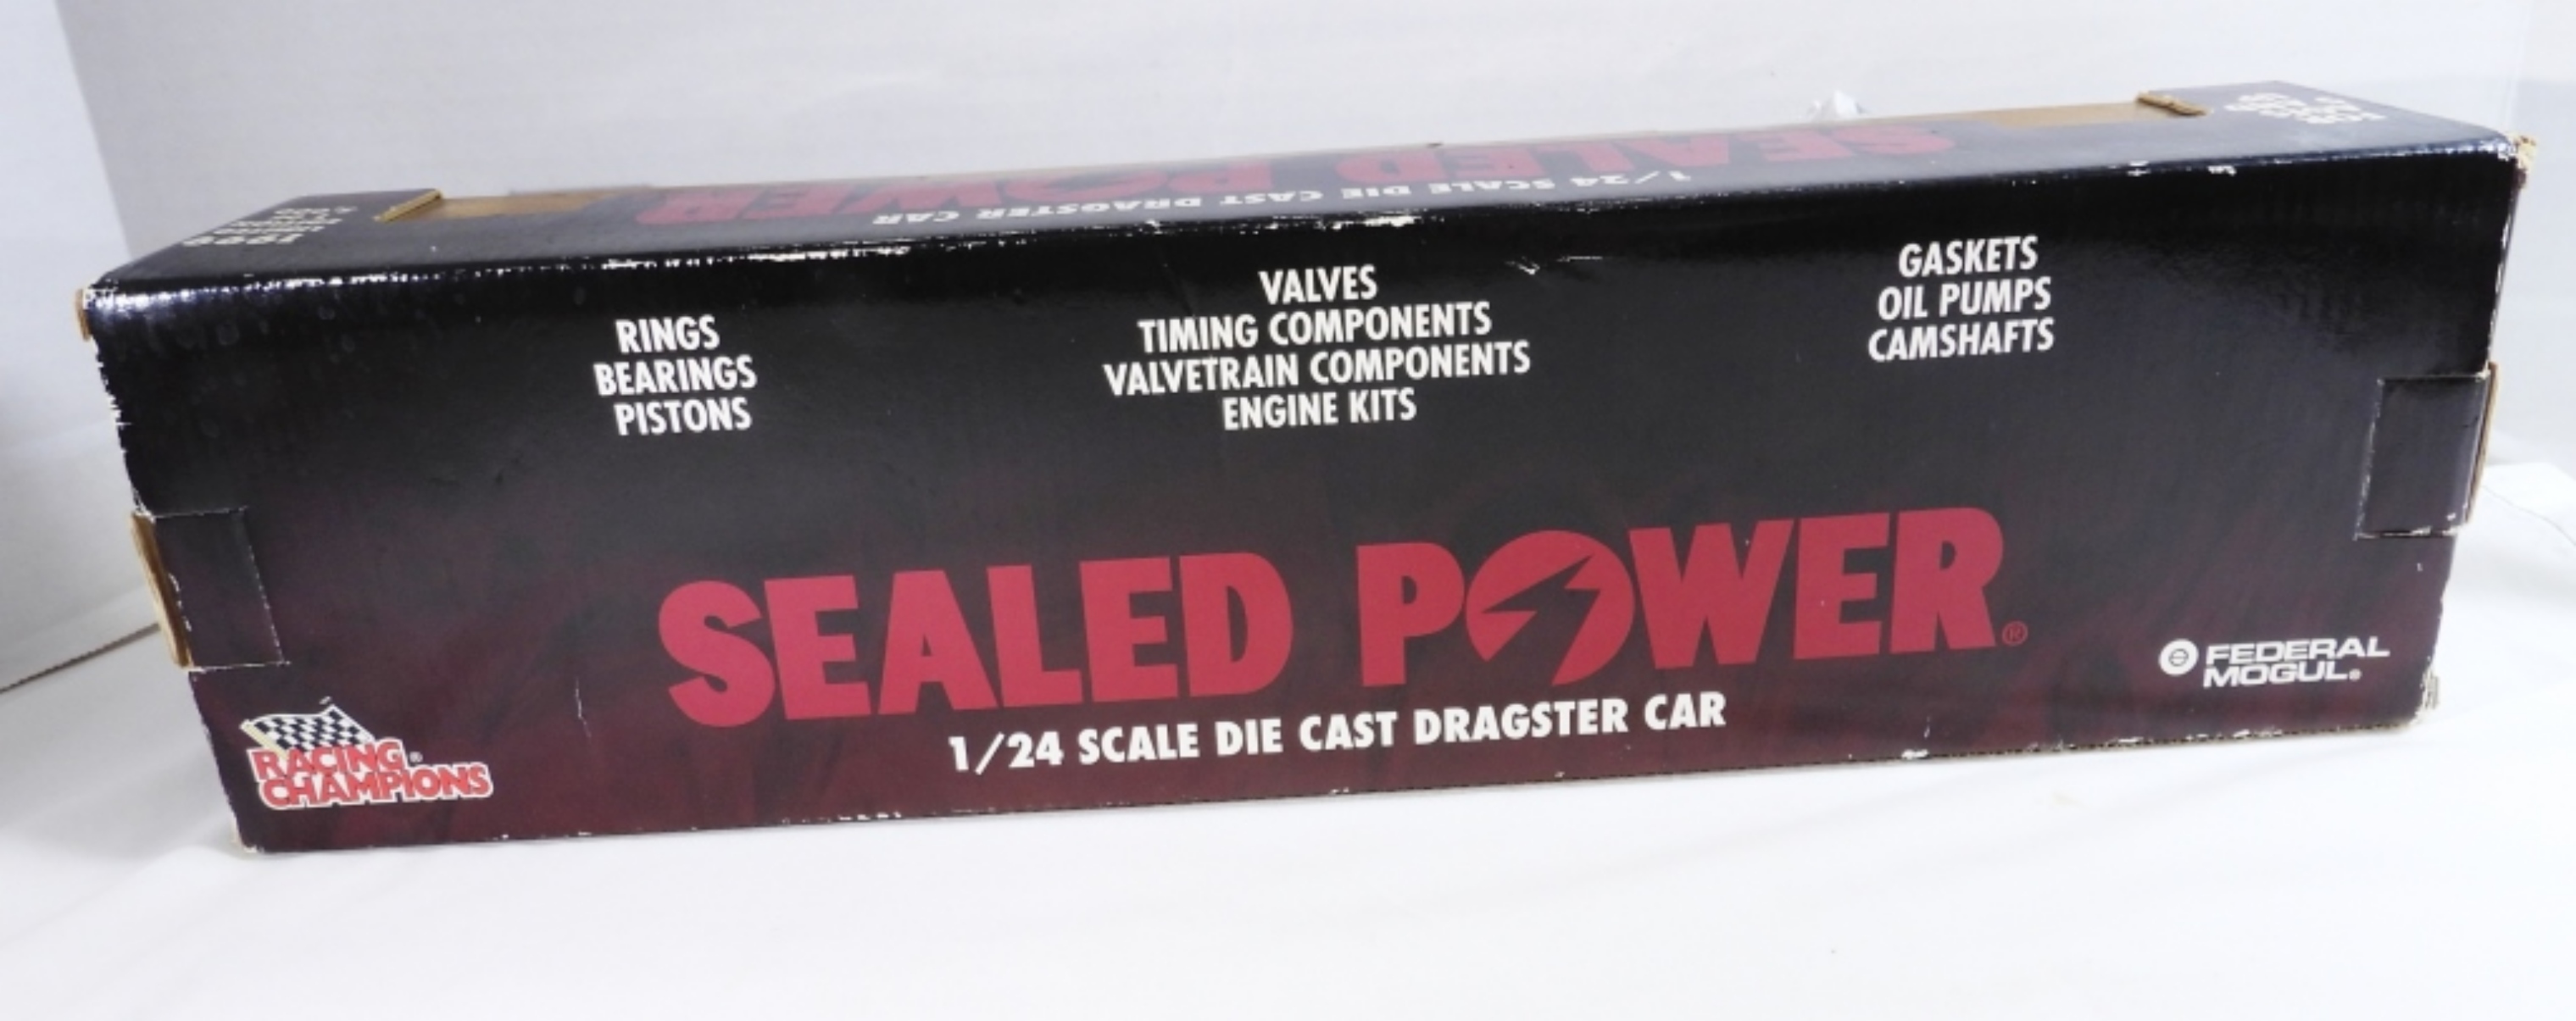 SEALED POWER
1/24 SCALE DIE CAST DRAGSTER CAR
RINGS
BEARINGS
PISTONS
VALVES
TIMING COMPONENTS
VALVETRAIN COMPONENTS
ENGINE KITS
GASKETS
OIL PUMPS
CAMSHAFTS
SEALED POWER®
1/24 SCALE DIE CAST DRAGSTER CAR
RACING®
CHAMPIONS
FEDERAL
MOGUL®